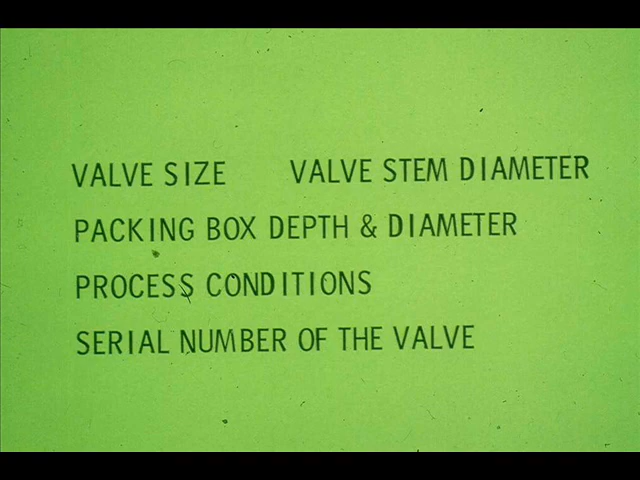 VALVE SIZE VALVE STEM DIAMETER
PACKING BOX DEPTH & DIAMETER
PROCESS CONDITIONS
SERIAL NUMBER OF THE VALVE